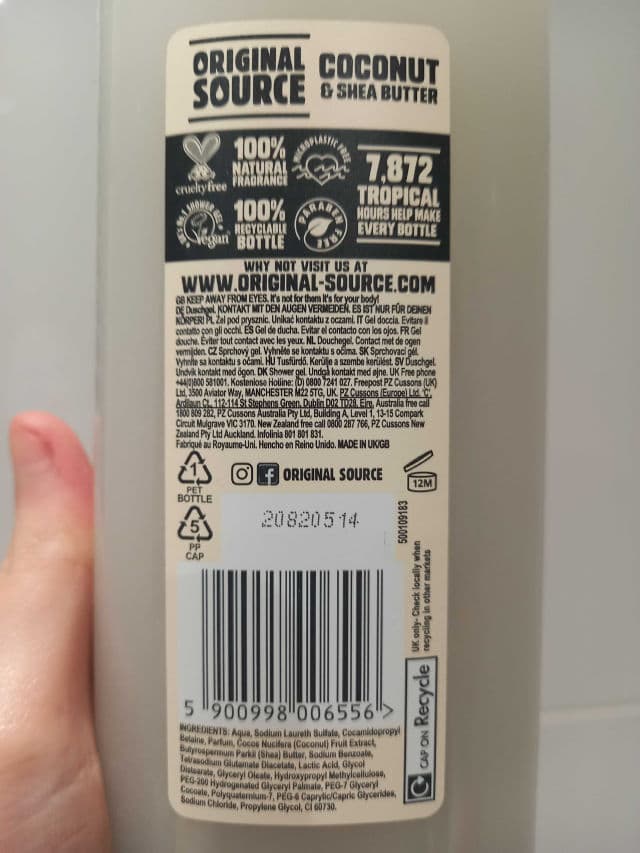 ORIGINAL SOURCE
COCONUT & SHEA BUTTER
cruelty free
100% NATURAL FRAGRANCE
MICROPLASTIC FREE
7,872
TROPICAL
HOURS HELP MAKE
EVERY BOTTLE
Vegan
100% RECYCLABLE BOTTLE
PARABEN FREE
WHY NOT VISIT US AT
WWW.ORIGINAL-SOURCE.COM
GB KEEP AWAY FROM EYES. It's not for them It's for your body!
DE Duschgel. KONTAKT MIT DEN AUGEN VERMEIDEN. ES IST NUR FÜR DEINEN
KÖRPER! PL Żel pod prysznic. Unikać kontaktu z oczami. IT Gel doccia. Evitare il
contatto con gli occhi. ES Gel de ducha. Evitar el contacto con los ojos. FR Gel
douche. Éviter tout contact avec les yeux. NL Douchegel. Contact met de ogen
vermijden. CZ Sprchový gel. Vyhněte se kontaktu s očima. SK Sprchovací gél.
Vyhnite sa kontaktu s očami. HU Tusfürdő. Kerülje a szembe kerülést. SV Duschgel.
Undvik kontakt med ögon. DK Shower gel. Undgå kontakt med øjne. UK Free phone
+44(0)800 581001. Kostenlose Hotline: (D) 0800 7241 027. Freepost PZ Cussons (UK)
Ltd, 3500 Aviator Way, MANCHESTER M22 5TG, UK. PZ Cussons (Europe) Ltd, 'C',
Ardilaun Ct., 112-114 St Stephens Green, Dublin D02 TD28, Eire. Australia free call
1800 809 282, PZ Cussons Australia Pty Ltd, Building A, Level 1, 13-15 Compark
Circuit Mulgrave VIC 3170. New Zealand free call 0800 287 766, PZ Cussons New
Zealand Pty Ltd Auckland. Infolinia 801 801 831.
Fabriqué au Royaume-Uni. Hencho en Reino Unido. MADE IN UK/GB
1
PET
BOTTLE
ORIGINAL SOURCE
12M
5
PP
CAP
20820514
500109183
UK only- Check locally when
recycling in other markets
CAP ON Recycle
5 900998 006556 >
INGREDIENTS: Aqua, Sodium Laureth Sulfate, Cocamidopropyl
Betaine, Parfum, Cocos Nucifera (Coconut) Fruit Extract,
Butyrospermum Parkii (Shea) Butter, Sodium Benzoate,
Tetrasodium Glutamate Diacetate, Lactic Acid, Glycol
Distearate, Glyceryl Oleate, Hydroxypropyl Methylcellulose,
PEG-200 Hydrogenated Glyceryl Palmate, PEG-7 Glyceryl
Cocoate, Polyquaternium-7, PEG-6 Caprylic/Capric Glycerides,
Sodium Chloride, Propylene Glycol, CI 60730.